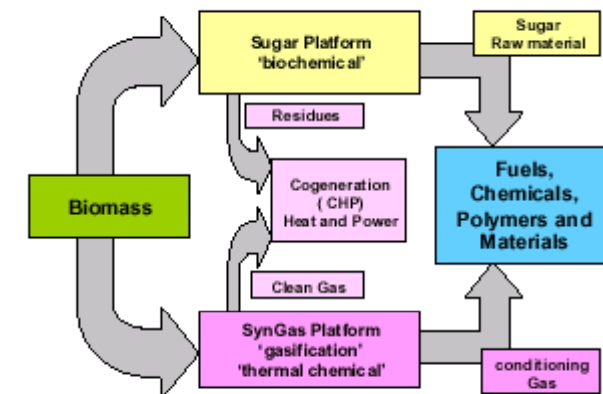 Sugar Platform
'biochemical'
Sugar
Raw material
Residues
Biomass
Cogeneration
( CHP)
Heat and Power
Fuels,
Chemicals,
Polymers and
Materials
Clean Gas
SynGas Platform
'gasification'
'thermal chemical'
conditioning
Gas